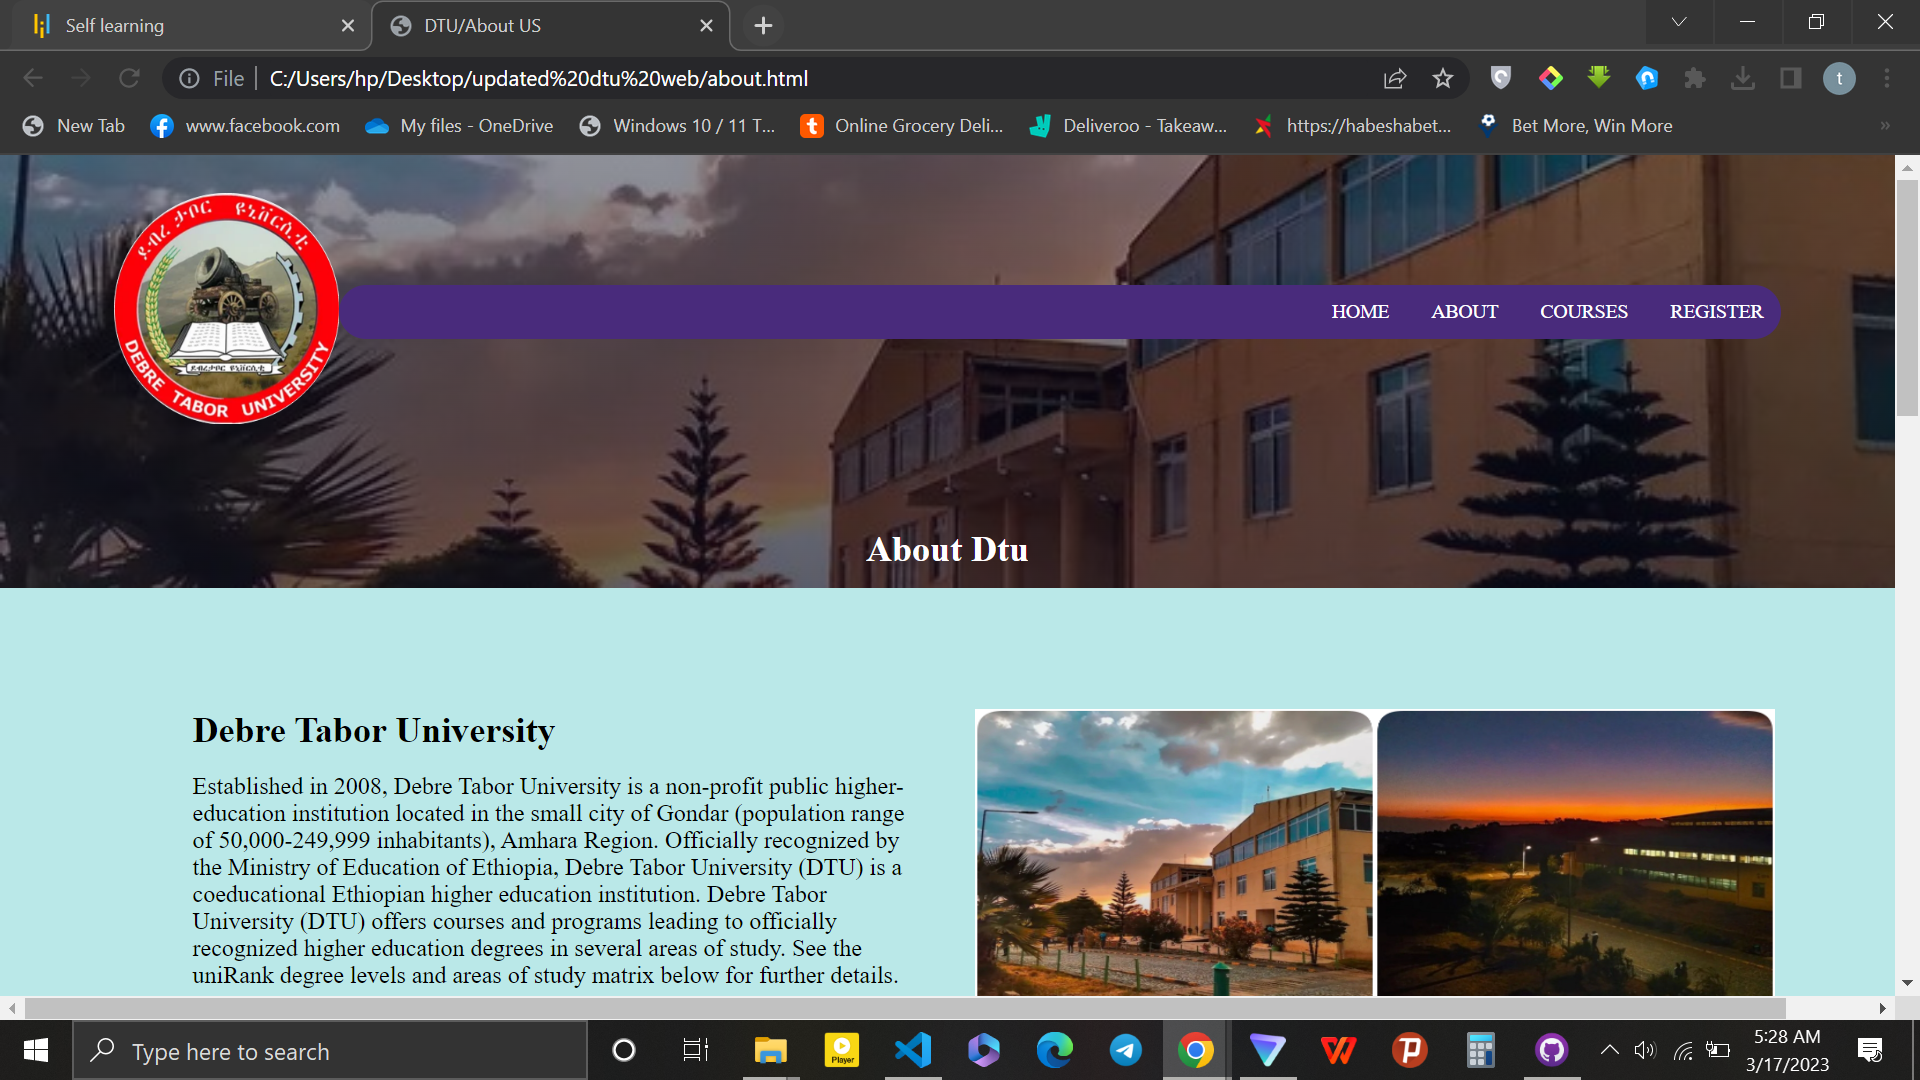 Self learning
DTU/About US
File
C:/Users/hp/Desktop/updated%20dtu%20web/about.html
t
New Tab
www.facebook.com
My files - OneDrive
Windows 10 / 11 T...
Online Grocery Deli...
Deliveroo - Takeaw...
https://habeshabet...
Bet More, Win More
ደብረ ታቦር ዩኒቨርሲቲ
DEBRE TABOR UNIVERSITY
HOME
ABOUT
COURSES
REGISTER
About Dtu
Debre Tabor University
Established in 2008, Debre Tabor University is a non-profit public higher-
education institution located in the small city of Gondar (population range
of 50,000-249,999 inhabitants), Amhara Region. Officially recognized by
the Ministry of Education of Ethiopia, Debre Tabor University (DTU) is a
coeducational Ethiopian higher education institution. Debre Tabor
University (DTU) offers courses and programs leading to officially
recognized higher education degrees in several areas of study. See the
uniRank degree levels and areas of study matrix below for further details.
Type here to search
Player
5:28 AM
3/17/2023